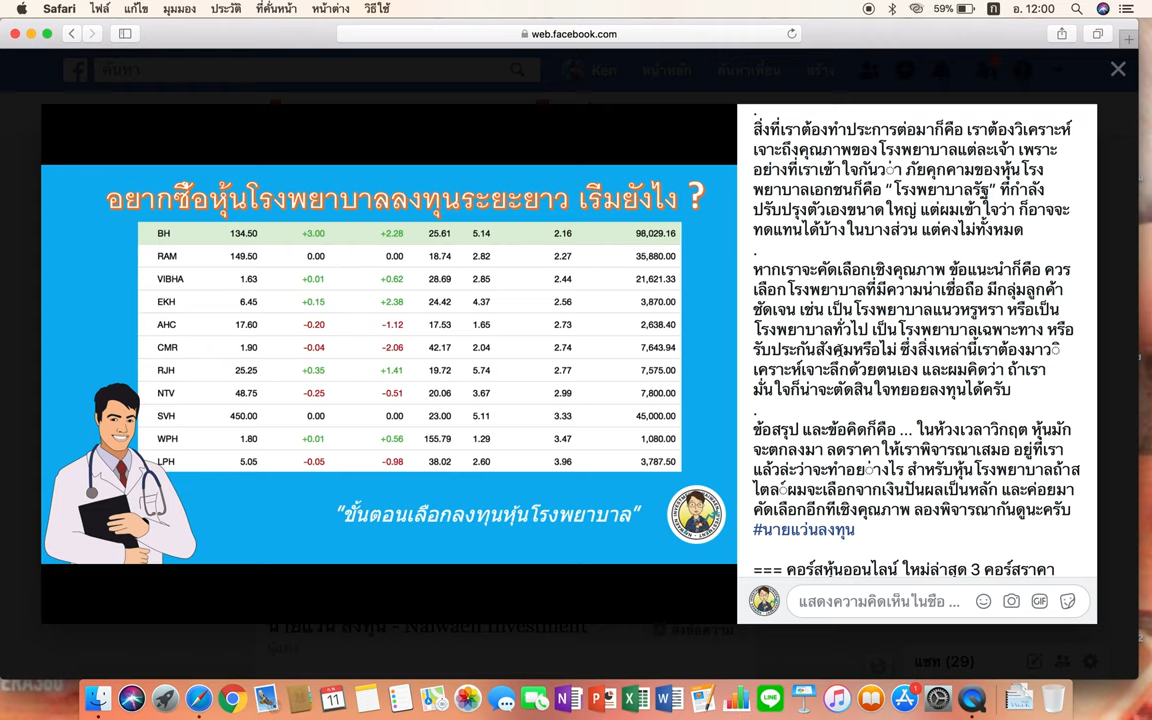 Safari ไฟล์ แก้ไข มุมมอง ประวัติ ที่คั่นหน้า หน้าต่าง วิธีใช้ 59% ก อ. 12:00
web.facebook.com
ค้นหา Ken หน้าหลัก ค้นหาเพื่อน สร้าง
อยากซื้อหุ้นโรงพยาบาลลงทุนระยะยาว เริ่มยังไง ?
BH 134.50 +3.00 +2.28 25.61 5.14 2.16 98,029.16
RAM 149.50 0.00 0.00 18.74 2.82 2.27 35,880.00
VIBHA 1.63 +0.01 +0.62 28.69 2.85 2.44 21,621.33
EKH 6.45 +0.15 +2.38 24.42 4.37 2.56 3,870.00
AHC 17.60 -0.20 -1.12 17.53 1.65 2.73 2,638.40
CMR 1.90 -0.04 -2.06 42.17 2.04 2.74 7,643.94
RJH 25.25 +0.35 +1.41 19.72 5.74 2.77 7,575.00
NTV 48.75 -0.25 -0.51 20.06 3.67 2.99 7,800.00
SVH 450.00 0.00 0.00 23.00 5.11 3.33 45,000.00
WPH 1.80 +0.01 +0.56 155.79 1.29 3.47 1,080.00
LPH 5.05 -0.05 -0.98 38.02 2.60 3.96 3,787.50
“ขั้นตอนเลือกลงทุนหุ้นโรงพยาบาล”
.
สิ่งที่เราต้องทำประการต่อมาก็คือ เราต้องวิเคราะห์
เจาะถึงคุณภาพของโรงพยาบาลแต่ละเจ้า เพราะ
อย่างที่เราเข้าใจกันว่า ภัยคุกคามของหุ้นโรง
พยาบาลเอกชนก็คือ “โรงพยาบาลรัฐ” ที่กำลัง
ปรับปรุงตัวเองขนาดใหญ่ แต่ผมเข้าใจว่า ก็อาจจะ
ทดแทนได้บ้างในบางส่วน แต่คงไม่ทั้งหมด
.
หากเราจะคัดเลือกเชิงคุณภาพ ข้อแนะนำก็คือ ควร
เลือกโรงพยาบาลที่มีความน่าเชื่อถือ มีกลุ่มลูกค้า
ชัดเจน เช่น เป็นโรงพยาบาลแนวหรูหรา หรือเป็น
โรงพยาบาลทั่วไป เป็นโรงพยาบาลเฉพาะทาง หรือ
รับประกันสังคมหรือไม่ ซึ่งสิ่งเหล่านี้เราต้องมาวิ
เคราะห์เจาะลึกด้วยตนเอง และผมคิดว่า ถ้าเรา
มั่นใจก็น่าจะตัดสินใจทยอยลงทุนได้ครับ
.
ข้อสรุป และข้อคิดก็คือ ... ในห้วงเวลาวิกฤต หุ้นมัก
จะตกลงมา ลดราคาให้เราพิจารณาเสมอ อยู่ที่เรา
แล้วล่ะว่าจะทำอย่างไร สำหรับหุ้นโรงพยาบาลถ้าส
ไตล์ผมจะเลือกจากเงินปันผลเป็นหลัก และค่อยมา
คัดเลือกอีกทีเชิงคุณภาพ ลองพิจารณากันดูนะครับ
#นายแว่นลงทุน
=== คอร์สหุ้นออนไลน์ ใหม่ล่าสุด 3 คอร์สราคา
แสดงความคิดเห็นในชื่อ ...
GIF
นายแว่น ลงทุน - Naiwaen Investment
ส่งข้อความ
แชท (29)